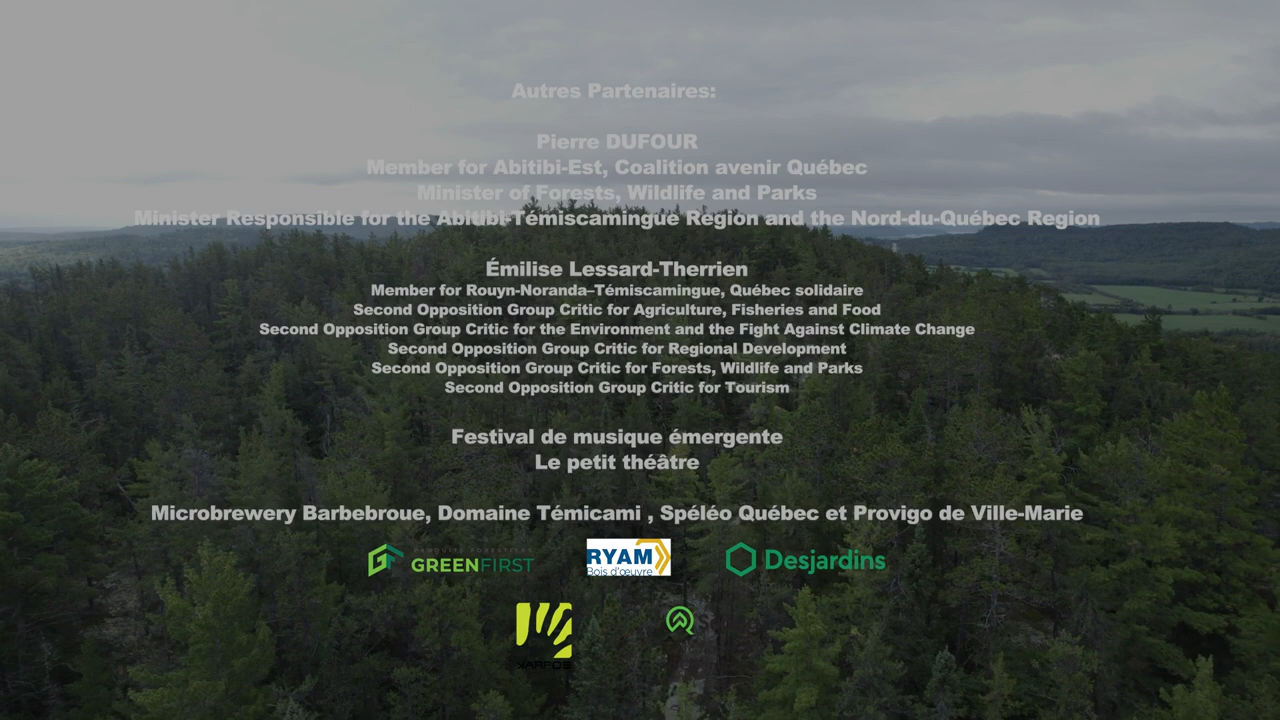 Autres Partenaires:
Pierre DUFOUR
Member for Abitibi-Est, Coalition avenir Québec
Minister of Forests, Wildlife and Parks
Minister Responsible for the Abitibi-Témiscamingue Region and the Nord-du-Québec Region
Émilise Lessard-Therrien
Member for Rouyn-Noranda–Témiscamingue, Québec solidaire
Second Opposition Group Critic for Agriculture, Fisheries and Food
Second Opposition Group Critic for the Environment and the Fight Against Climate Change
Second Opposition Group Critic for Regional Development
Second Opposition Group Critic for Forests, Wildlife and Parks
Second Opposition Group Critic for Tourism
Festival de musique émergente
Le petit théâtre
Microbrewery Barbebroue, Domaine Témicami , Spéléo Québec et Provigo de Ville-Marie
GREENFIRST
RYAM
Bois d'œuvre
Desjardins